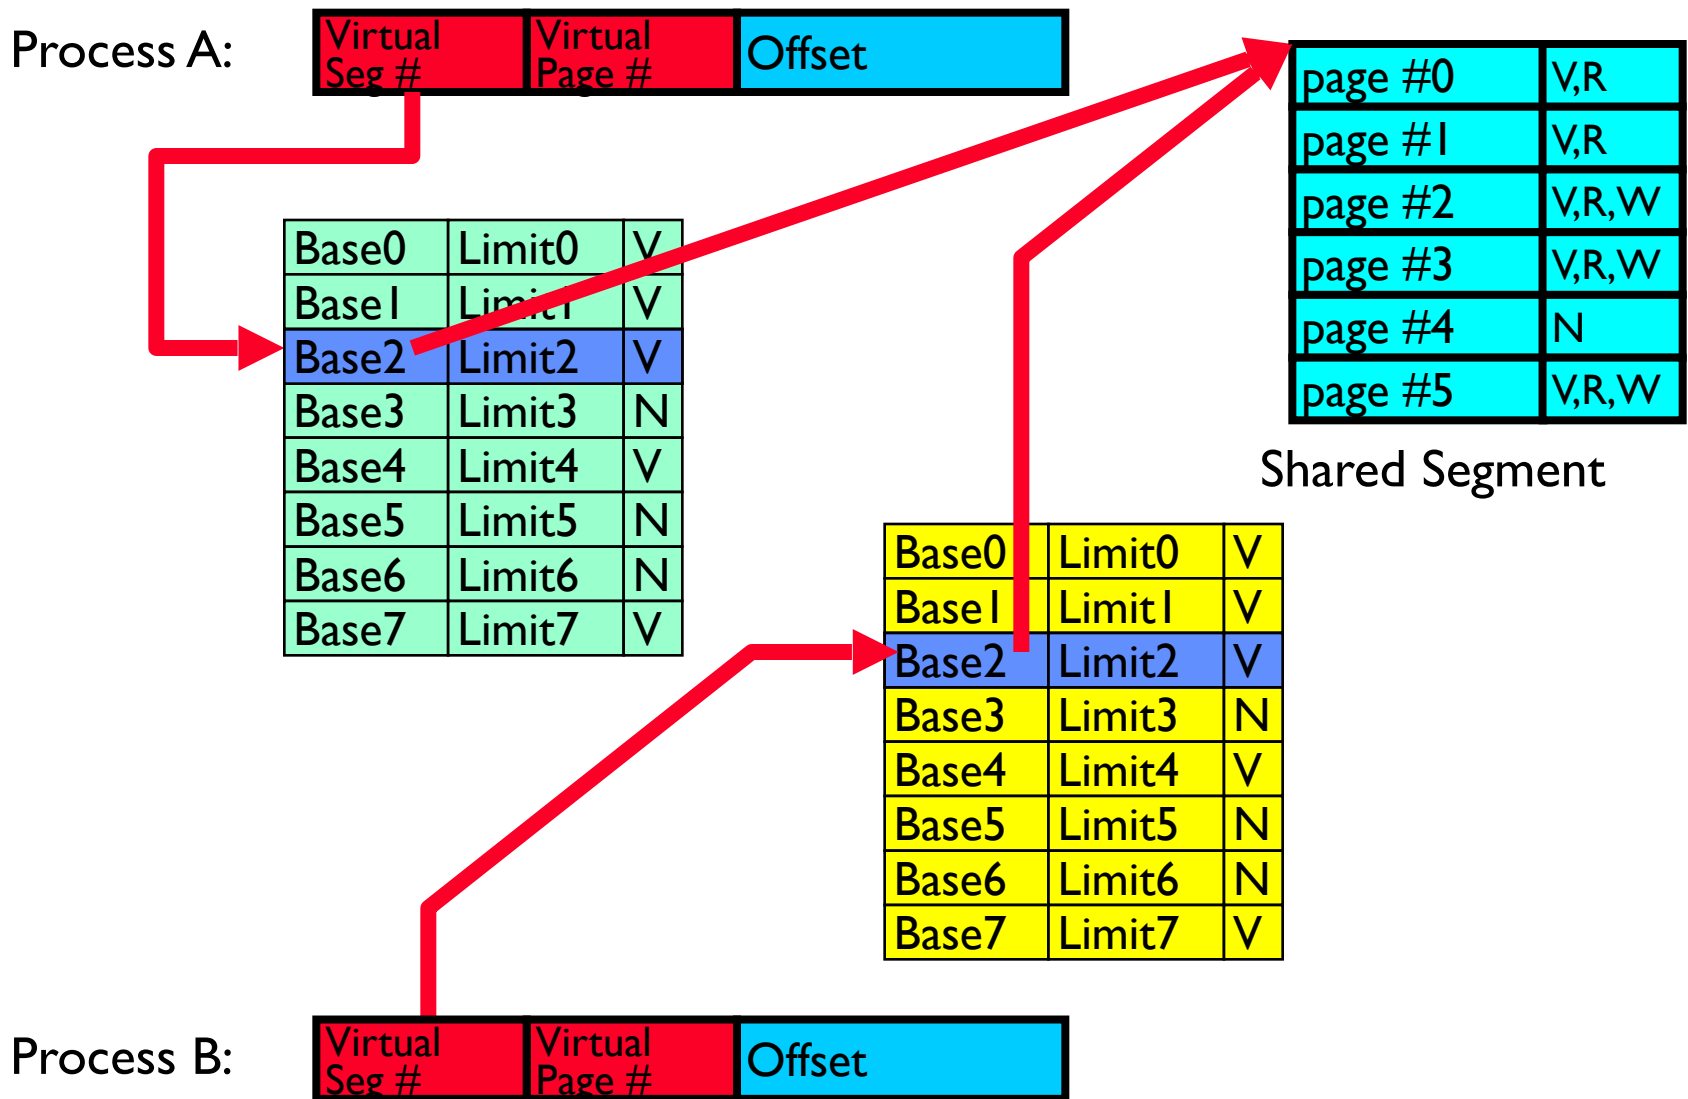 Process A:
Virtual Seg # Virtual Page # Offset
page #0 V,R
page #1 V,R
page #2 V,R,W
page #3 V,R,W
page #4 N
page #5 V,R,W
Shared Segment
Base0 Limit0 V
Base1 Limit1 V
Base2 Limit2 V
Base3 Limit3 N
Base4 Limit4 V
Base5 Limit5 N
Base6 Limit6 N
Base7 Limit7 V
Base0 Limit0 V
Base1 Limit1 V
Base2 Limit2 V
Base3 Limit3 N
Base4 Limit4 V
Base5 Limit5 N
Base6 Limit6 N
Base7 Limit7 V
Process B:
Virtual Seg # Virtual Page # Offset